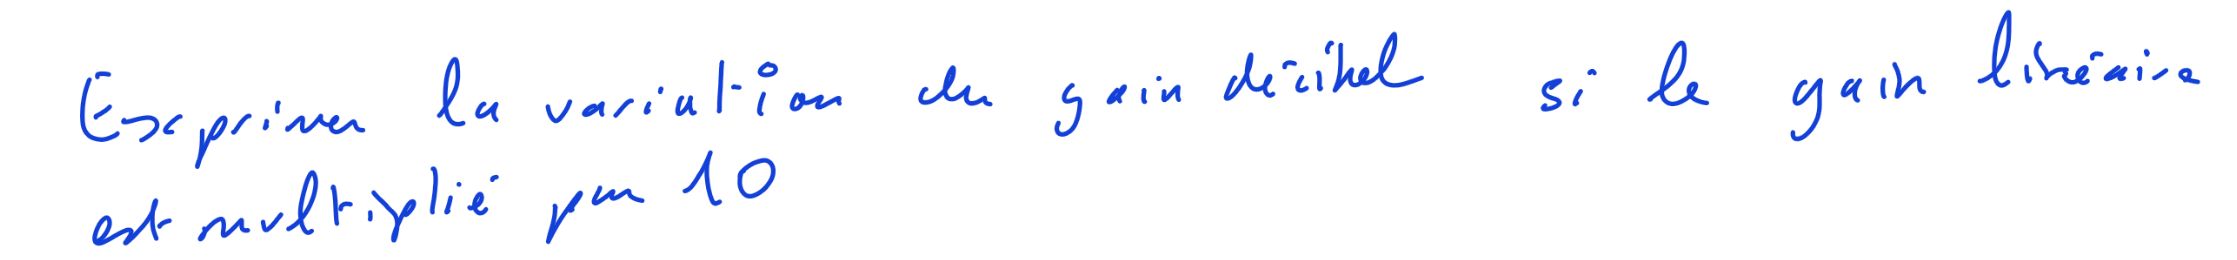 Exprimer la variation du gain décibel si le gain linéaire
est multiplié par 10